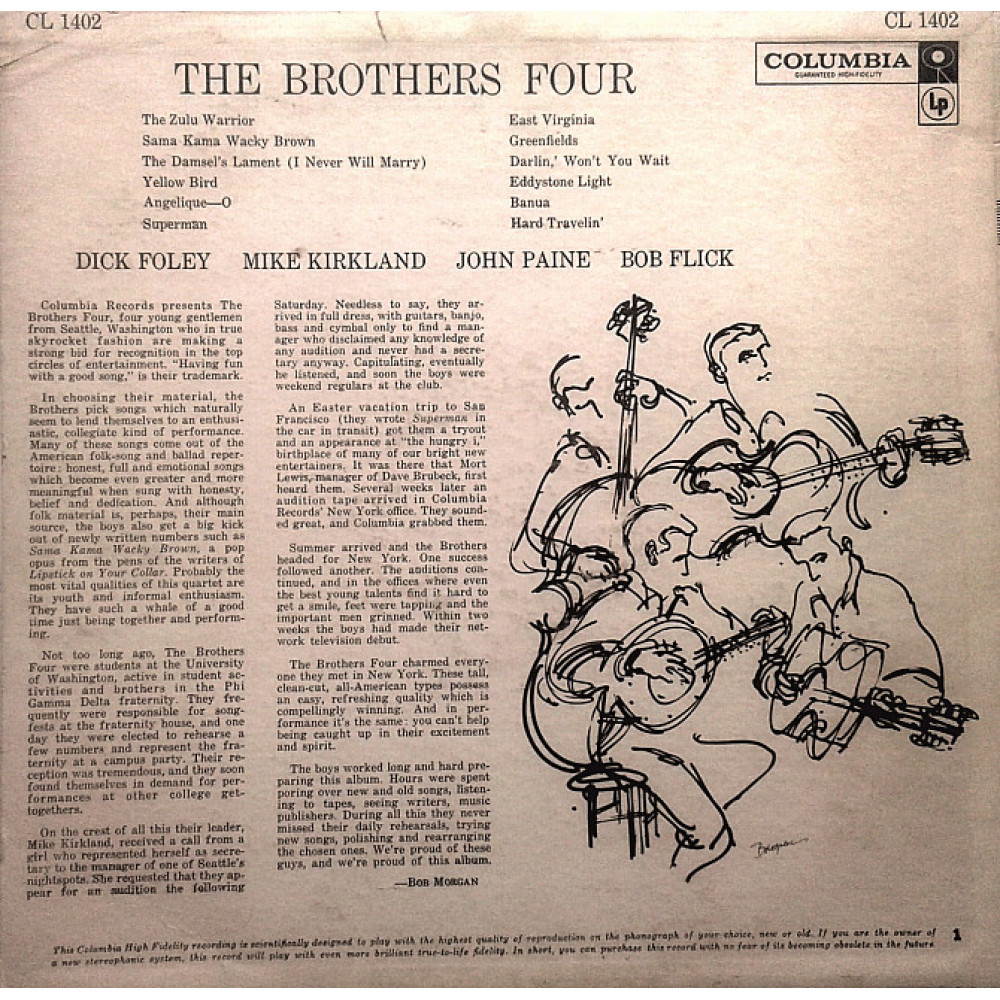 CL 1402
CL 1402
COLUMBIA
GUARANTEED HIGH-FIDELITY
Lp
THE BROTHERS FOUR
The Zulu Warrior
Sama Kama Wacky Brown
The Damsel's Lament (I Never Will Marry)
Yellow Bird
Angelique—O
Superman
East Virginia
Greenfields
Darlin,' Won't You Wait
Eddystone Light
Banua
Hard Travelin'
DICK FOLEY MIKE KIRKLAND JOHN PAINE BOB FLICK
Columbia Records presents The
Brothers Four, four young gentlemen
from Seattle, Washington who in true
skyrocket fashion are making a
strong bid for recognition in the top
circles of entertainment. "Having fun
with a good song," is their trademark.
In choosing their material, the
Brothers pick songs which naturally
seem to lend themselves to an enthusi-
astic, collegiate kind of performance.
Many of these songs come out of the
American folk-song and ballad reper-
toire: honest, full and emotional songs
which become even greater and more
meaningful when sung with honesty,
belief and dedication. And although
folk material is, perhaps, their main
source, the boys also get a big kick
out of newly written numbers such as
Sama Kama Wacky Brown, a pop
opus from the pens of the writers of
Lipstick on Your Collar. Probably the
most vital qualities of this quartet are
its youth and informal enthusiasm.
They have such a whale of a good
time just being together and perform-
ing.
Not too long ago, The Brothers
Four were students at the University
of Washington, active in student ac-
tivities and brothers in the Phi
Gamma Delta fraternity. They fre-
quently were responsible for song-
fests at the fraternity house, and one
day they were elected to rehearse a
few numbers and represent the fra-
ternity at a campus party. Their re-
ception was tremendous, and they soon
found themselves in demand for per-
formances at other college get-
togethers.
On the crest of all this their leader,
Mike Kirkland, received a call from a
girl who represented herself as secre-
tary to the manager of one of Seattle's
nightspots. She requested that they ap-
pear for an audition the following
Saturday. Needless to say, they ar-
rived in full dress, with guitars, banjo,
bass and cymbal only to find a man-
ager who disclaimed any knowledge of
any audition and never had a secre-
tary anyway. Capitulating, eventually
he listened, and soon the boys were
weekend regulars at the club.
An Easter vacation trip to San
Francisco (they wrote Superman in
the car in transit) got them a tryout
and an appearance at "the hungry i,"
birthplace of many of our bright new
entertainers. It was there that Mort
Lewis, manager of Dave Brubeck, first
heard them. Several weeks later an
audition tape arrived in Columbia
Records' New York office. They sound-
ed great, and Columbia grabbed them.
Summer arrived and the Brothers
headed for New York. One success
followed another. The auditions con-
tinued, and in the offices where even
the best young talents find it hard to
get a smile, feet were tapping and the
important men grinned. Within two
weeks the boys had made their net-
work television debut.
The Brothers Four charmed every-
one they met in New York. These tall,
clean-cut, all-American types possess
an easy, refreshing quality which is
compellingly winning. And in per-
formance it's the same: you can't help
being caught up in their excitement
and spirit.
The boys worked long and hard pre-
paring this album. Hours were spent
poring over new and old songs, listen-
ing to tapes, seeing writers, music
publishers. During all this they never
missed their daily rehearsals, trying
new songs, polishing and rearranging
the chosen ones. We're proud of these
guys, and we're proud of this album.
—BOB MORGAN
This Columbia High Fidelity recording is scientifically designed to play with the highest quality of reproduction on the phonograph of your choice, new or old. If you are the owner of
a new stereophonic system, this record will play with even more brilliant true-to-life fidelity. In short, you can purchase this record with no fear of its becoming obsolete in the future.
1